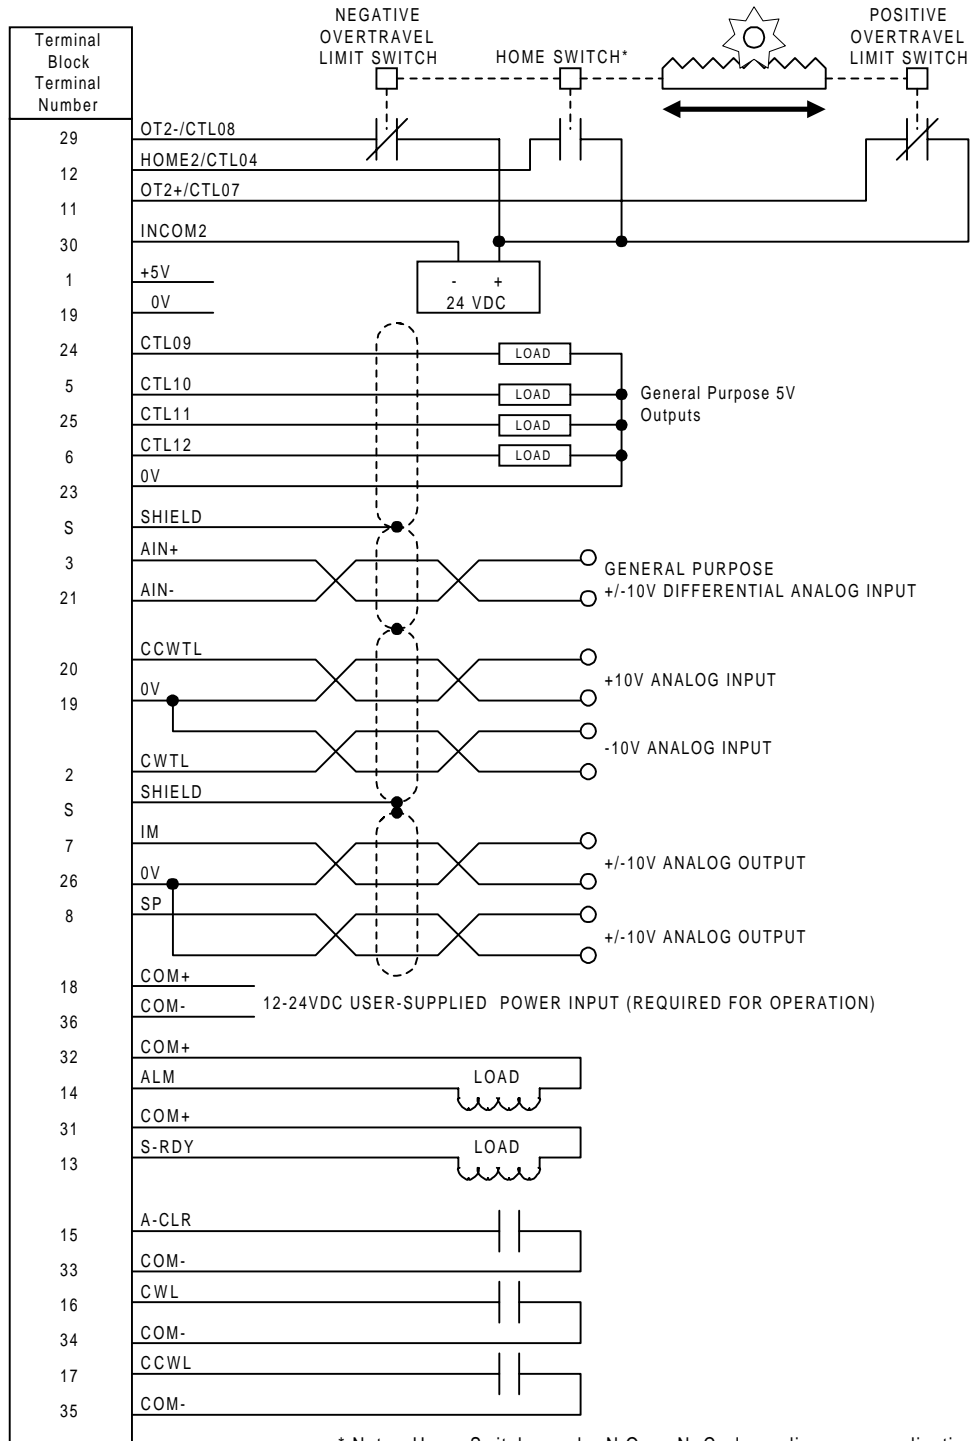 NEGATIVE
OVERTRAVEL
LIMIT SWITCH
HOME SWITCH*
POSITIVE
OVERTRAVEL
LIMIT SWITCH
Terminal
Block
Terminal
Number
29 OT2-/CTL08
12 HOME2/CTL04
11 OT2+/CTL07
30 INCOM2
1 +5V
- +
24 VDC
19 0V
24 CTL09 LOAD
5 CTL10 LOAD
General Purpose 5V
Outputs
25 CTL11 LOAD
6 CTL12 LOAD
23 0V
S SHIELD
3 AIN+
GENERAL PURPOSE
+/-10V DIFFERENTIAL ANALOG INPUT
21 AIN-
20 CCWTL
+10V ANALOG INPUT
19 0V
-10V ANALOG INPUT
2 CWTL
S SHIELD
7 IM
+/-10V ANALOG OUTPUT
26 0V
8 SP
+/-10V ANALOG OUTPUT
18 COM+
12-24VDC USER-SUPPLIED POWER INPUT (REQUIRED FOR OPERATION)
36 COM-
32 COM+
14 ALM LOAD
31 COM+
13 S-RDY LOAD
15 A-CLR
33 COM-
16 CWL
34 COM-
17 CCWL
35 COM-